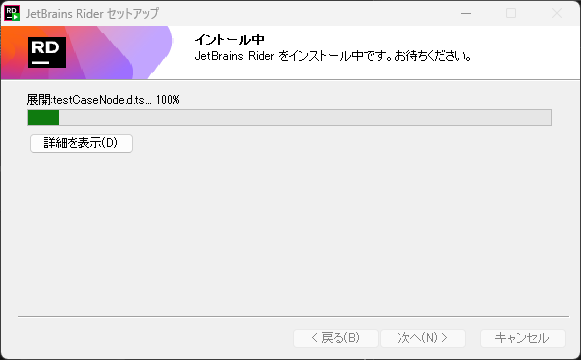 JetBrains Rider セットアップ
RD
イントール中
JetBrains Rider をインストール中です。お待ちください。
展開:testCaseNode.d.ts... 100%
詳細を表示(D)
< 戻る(B)
次へ(N) >
キャンセル